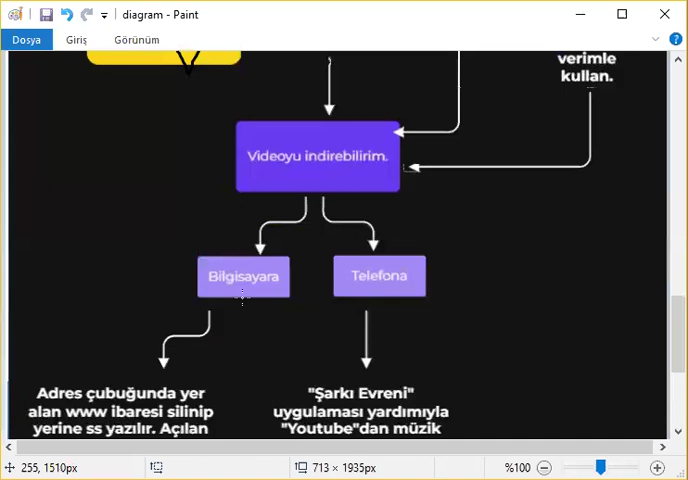 diagram - Paint
Dosya
Giriş
Görünüm
verimle
kullan.
Videoyu indirebilirim.
Bilgisayara
Telefona
Adres çubuğunda yer
alan www ibaresi silinip
yerine ss yazılır. Açılan
"Şarkı Evreni"
uygulaması yardımıyla
"Youtube"dan müzik
255, 1510px
713 × 1935px
%100